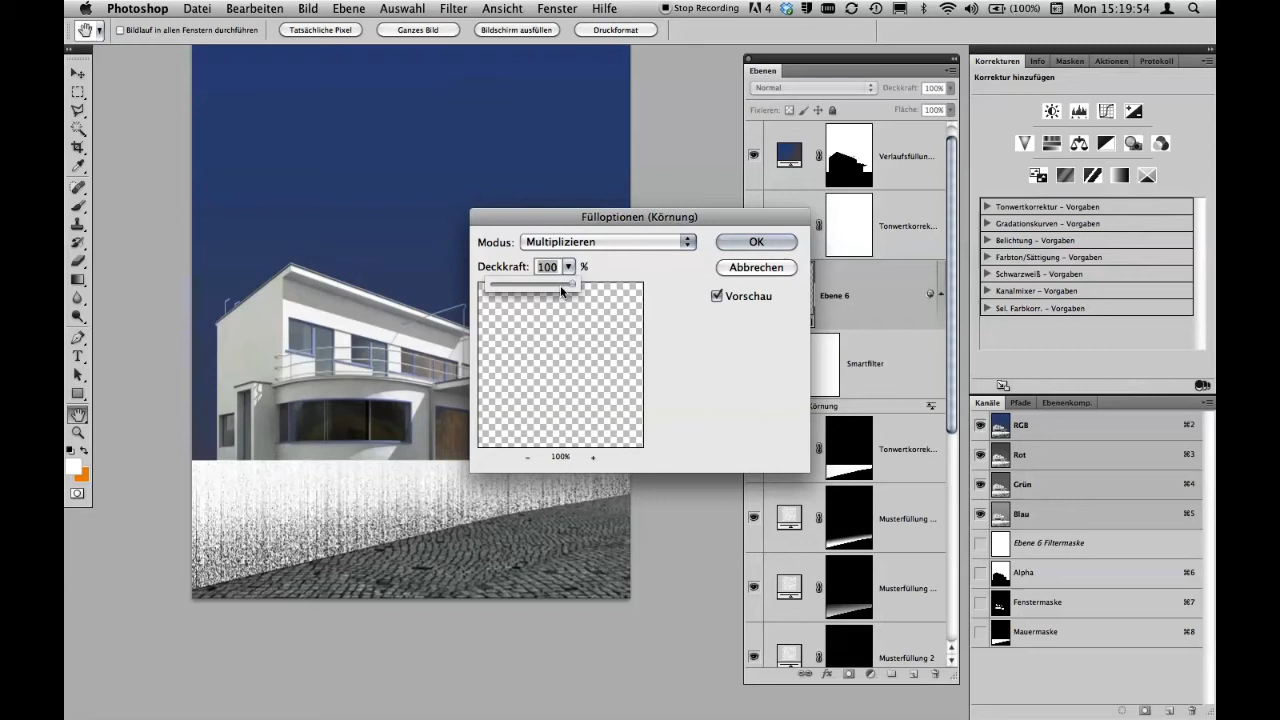 Photoshop Datei Bearbeiten Bild Ebene Auswahl Filter Ansicht Fenster Hilfe Stop Recording 4 (100%) Mon 15:19:54
Bildlauf in allen Fenstern durchführen Tatsächliche Pixel Ganzes Bild Bildschirm ausfüllen Druckformat
Ebenen
Normal Deckkraft: 100%
Fixieren: Fläche: 100%
Verlaufsfüllun...
Tonwertkorrek...
Ebene 6
Smartfilter
Körnung
Tonwertkorrek...
Musterfüllung ...
Musterfüllung ...
Musterfüllung 2
Fülloptionen (Körnung)
Modus: Multiplizieren OK
Deckkraft: 100 % Abbrechen
Vorschau
− 100% +
Korrekturen Info Masken Aktionen Protokoll
Korrektur hinzufügen
Tonwertkorrektur – Vorgaben
Gradationskurven – Vorgaben
Belichtung – Vorgaben
Farbton/Sättigung – Vorgaben
Schwarzweiß – Vorgaben
Kanalmixer – Vorgaben
Sel. Farbkorr. – Vorgaben
Kanäle Pfade Ebenenkomp.
RGB ⌘2
Rot ⌘3
Grün ⌘4
Blau ⌘5
Ebene 6 Filtermaske
Alpha ⌘6
Fenstermaske ⌘7
Mauermaske ⌘8